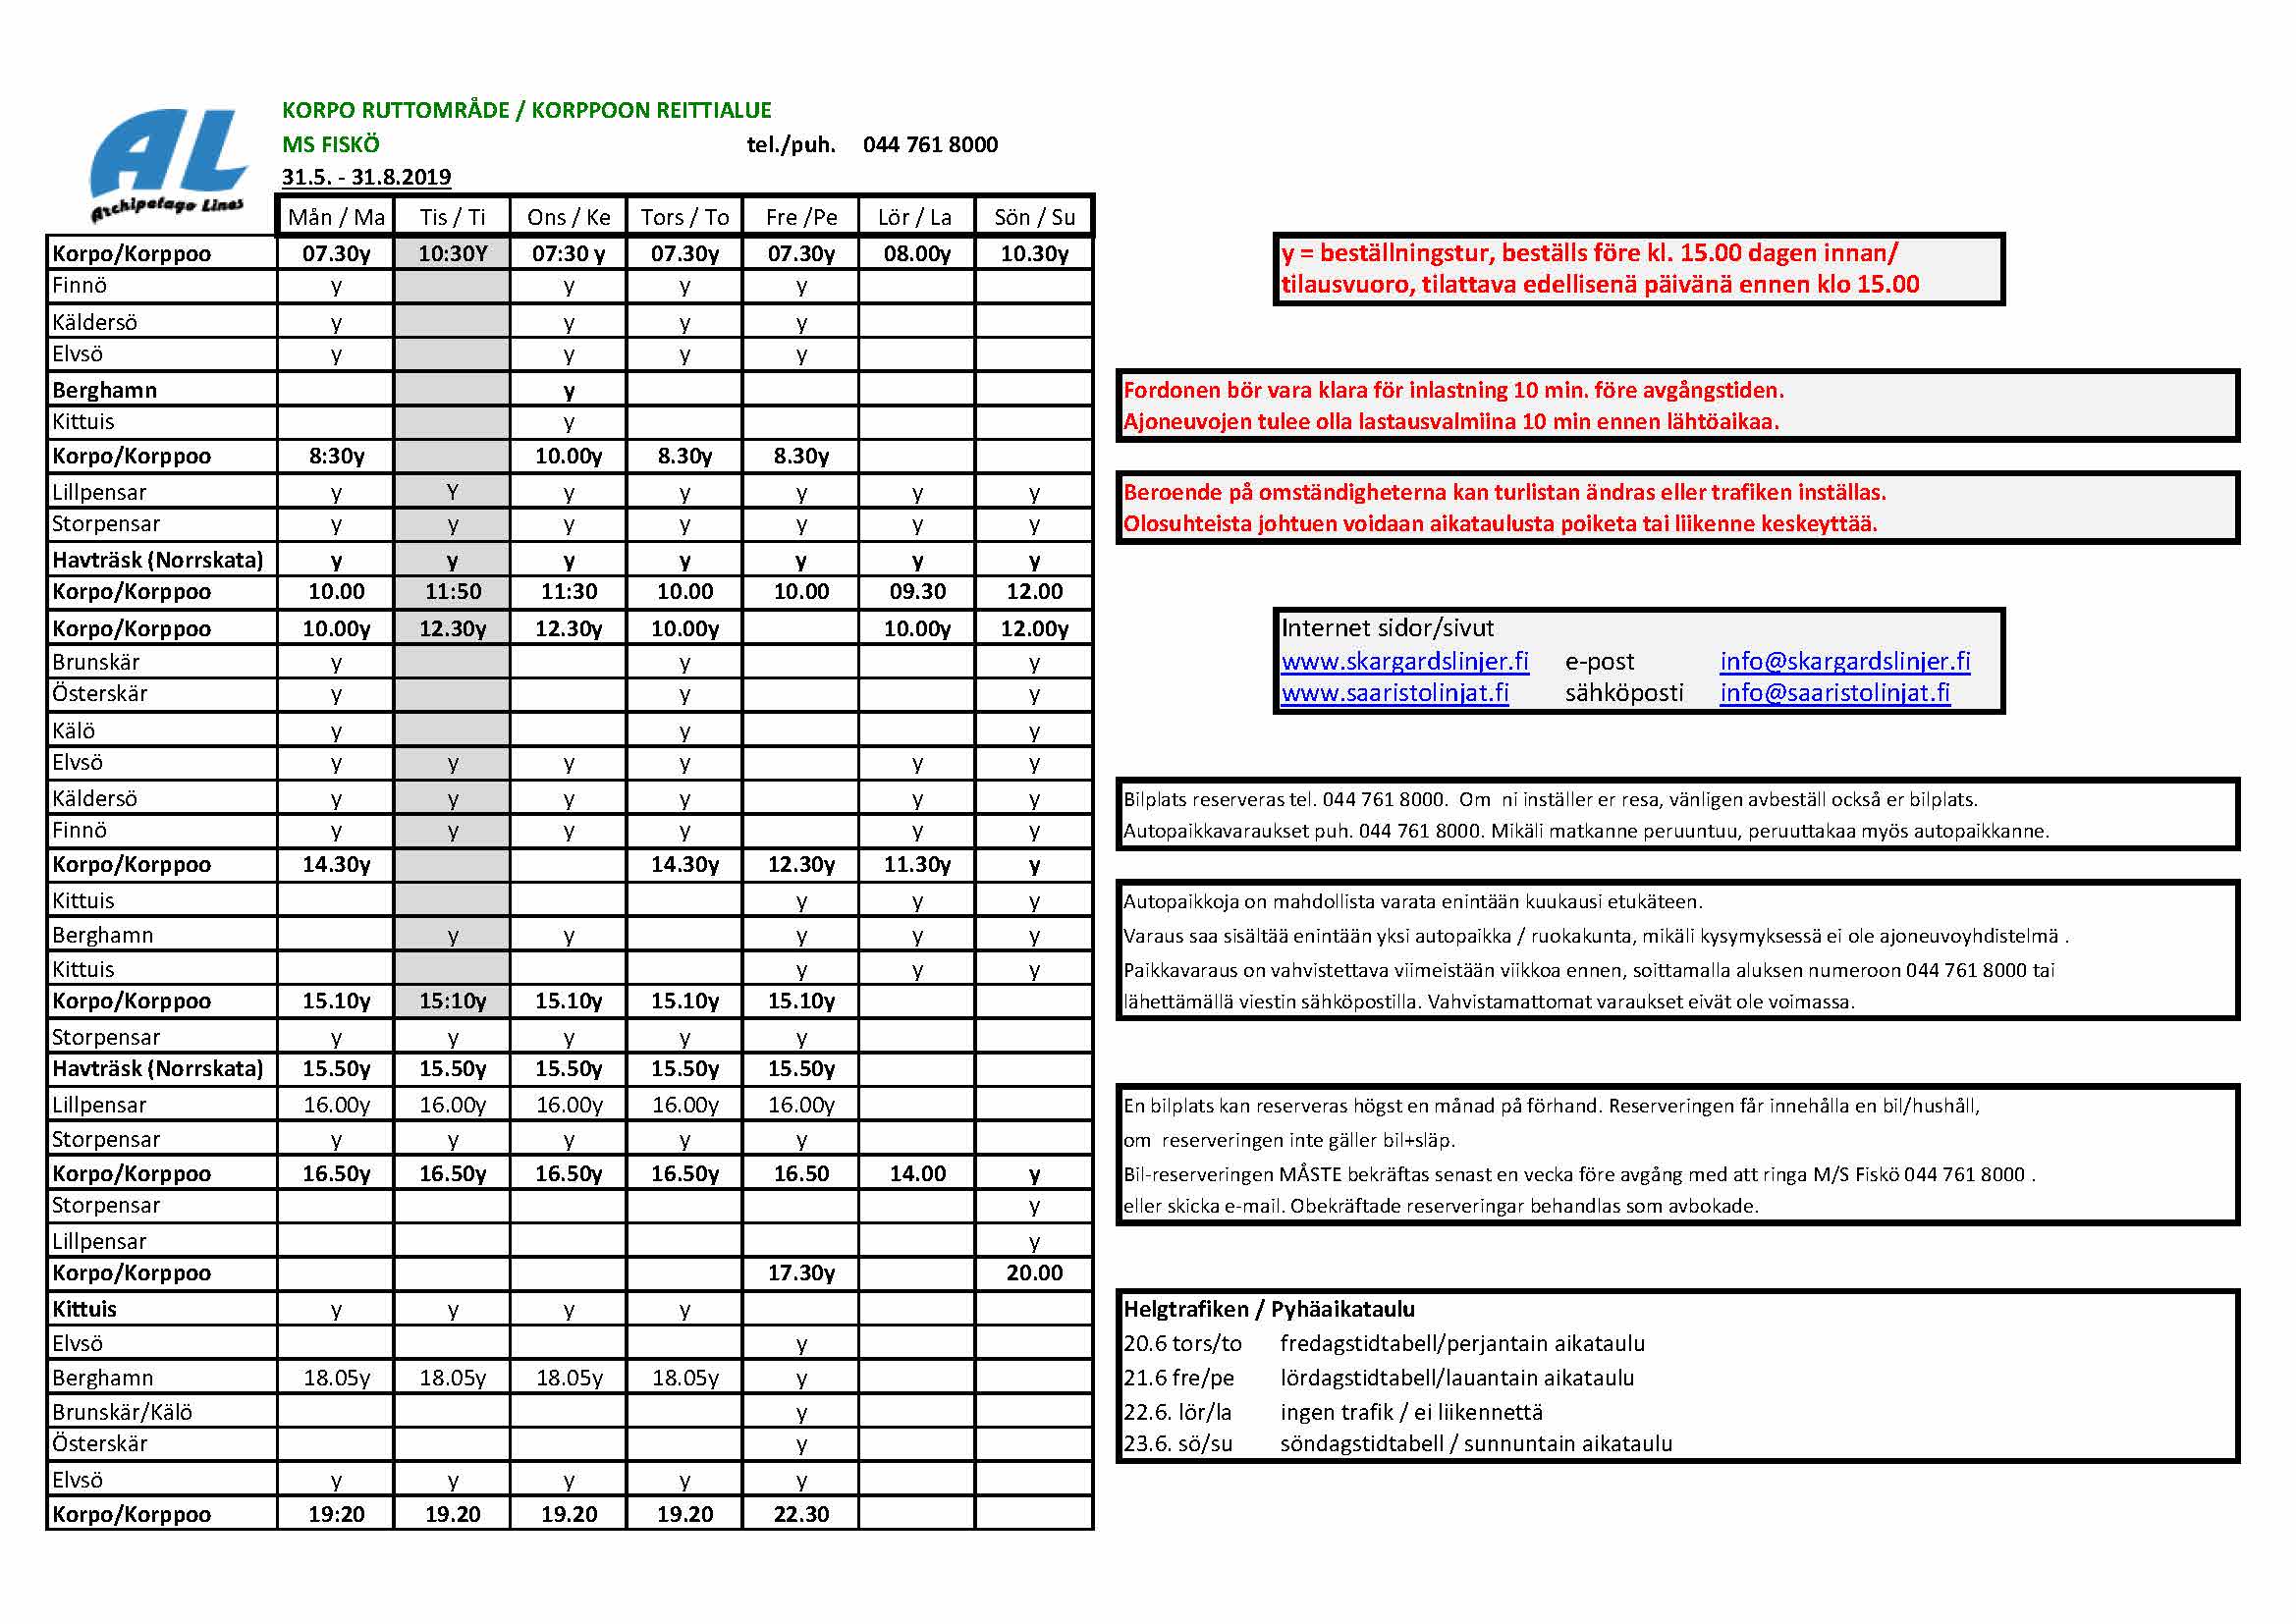 AL
Archipelago Lines
KORPO RUTTOMRÅDE / KORPPOON REITTIALUE
MS FISKÖ tel./puh. 044 761 8000
31.5. - 31.8.2019
Mån / Ma Tis / Ti Ons / Ke Tors / To Fre /Pe Lör / La Sön / Su
Korpo/Korppoo 07.30y 10:30Y 07:30 y 07.30y 07.30y 08.00y 10.30y
Finnö y y y y
Käldersö y y y y
Elvsö y y y y
Berghamn y
Kittuis y
Korpo/Korppoo 8:30y 10.00y 8.30y 8.30y
Lillpensar y Y y y y y y
Storpensar y y y y y y y
Havträsk (Norrskata) y y y y y y y
Korpo/Korppoo 10.00 11:50 11:30 10.00 10.00 09.30 12.00
Korpo/Korppoo 10.00y 12.30y 12.30y 10.00y 10.00y 12.00y
Brunskär y y y
Österskär y y y
Kälö y y y
Elvsö y y y y y y
Käldersö y y y y y y
Finnö y y y y y y
Korpo/Korppoo 14.30y 14.30y 12.30y 11.30y y
Kittuis y y y
Berghamn y y y y y
Kittuis y y y
Korpo/Korppoo 15.10y 15:10y 15.10y 15.10y 15.10y
Storpensar y y y y y
Havträsk (Norrskata) 15.50y 15.50y 15.50y 15.50y 15.50y
Lillpensar 16.00y 16.00y 16.00y 16.00y 16.00y
Storpensar y y y y y
Korpo/Korppoo 16.50y 16.50y 16.50y 16.50y 16.50 14.00 y
Storpensar y
Lillpensar y
Korpo/Korppoo 17.30y 20.00
Kittuis y y y y
Elvsö y
Berghamn 18.05y 18.05y 18.05y 18.05y y
Brunskär/Kälö y
Österskär y
Elvsö y y y y y
Korpo/Korppoo 19:20 19.20 19.20 19.20 22.30
y = beställningstur, beställs före kl. 15.00 dagen innan/
tilausvuoro, tilattava edellisenä päivänä ennen klo 15.00
Fordonen bör vara klara för inlastning 10 min. före avgångstiden.
Ajoneuvojen tulee olla lastausvalmiina 10 min ennen lähtöaikaa.
Beroende på omständigheterna kan turlistan ändras eller trafiken inställas.
Olosuhteista johtuen voidaan aikataulusta poiketa tai liikenne keskeyttää.
Internet sidor/sivut
www.skargardslinjer.fi e-post info@skargardslinjer.fi
www.saaristolinjat.fi sähköposti info@saaristolinjat.fi
Bilplats reserveras tel. 044 761 8000. Om ni inställer er resa, vänligen avbeställ också er bilplats.
Autopaikkavaraukset puh. 044 761 8000. Mikäli matkanne peruuntuu, peruuttakaa myös autopaikkanne.
Autopaikkoja on mahdollista varata enintään kuukausi etukäteen.
Varaus saa sisältää enintään yksi autopaikka / ruokakunta, mikäli kysymyksessä ei ole ajoneuvoyhdistelmä .
Paikkavaraus on vahvistettava viimeistään viikkoa ennen, soittamalla aluksen numeroon 044 761 8000 tai
lähettämällä viestin sähköpostilla. Vahvistamattomat varaukset eivät ole voimassa.
En bilplats kan reserveras högst en månad på förhand. Reserveringen får innehålla en bil/hushåll,
om reserveringen inte gäller bil+släp.
Bil-reserveringen MÅSTE bekräftas senast en vecka före avgång med att ringa M/S Fiskö 044 761 8000 .
eller skicka e-mail. Obekräftade reserveringar behandlas som avbokade.
Helgtrafiken / Pyhäaikataulu
20.6 tors/to fredagstidtabell/perjantain aikataulu
21.6 fre/pe lördagstidtabell/lauantain aikataulu
22.6. lör/la ingen trafik / ei liikennettä
23.6. sö/su söndagstidtabell / sunnuntain aikataulu